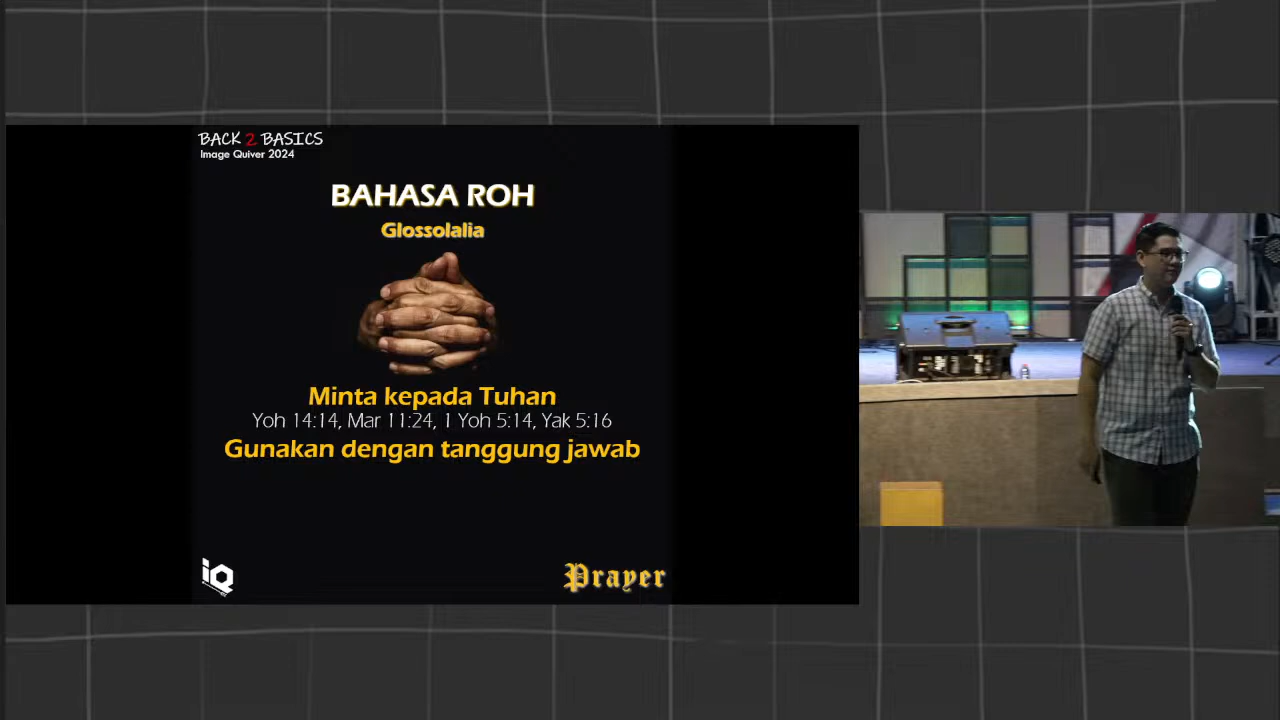 BACK 2 BASICS
Image Quiver 2024
BAHASA ROH
Glossolalia
Minta kepada Tuhan
Yoh 14:14, Mar 11:24, 1 Yoh 5:14, Yak 5:16
Gunakan dengan tanggung jawab
iQ
Prayer